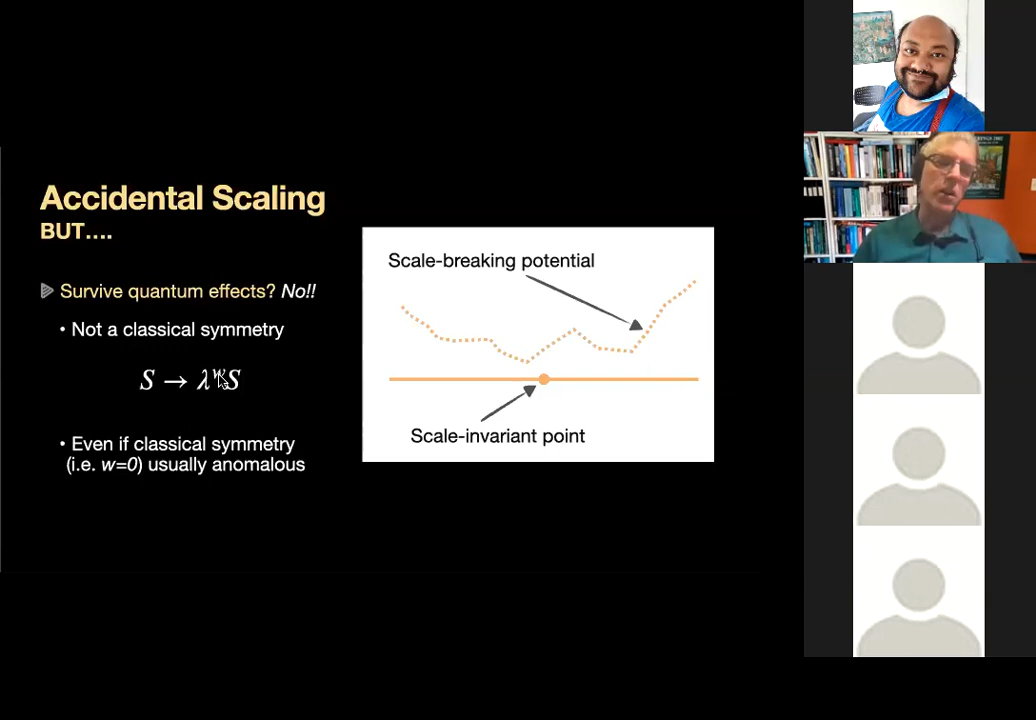 Accidental Scaling
BUT....
Survive quantum effects? No!!
• Not a classical symmetry
S → λʷS
• Even if classical symmetry
(i.e. w=0) usually anomalous
Scale-breaking potential
Scale-invariant point